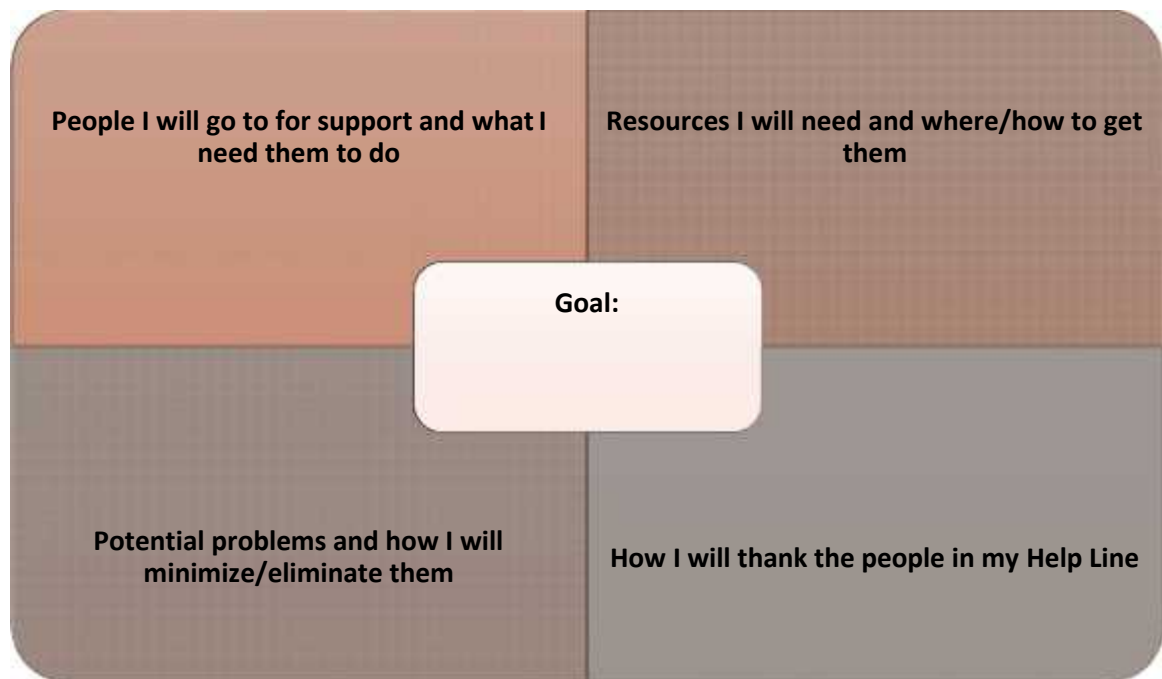 People I will go to for support and what I
need them to do
Resources I will need and where/how to get
them
Goal:
Potential problems and how I will
minimize/eliminate them
How I will thank the people in my Help Line